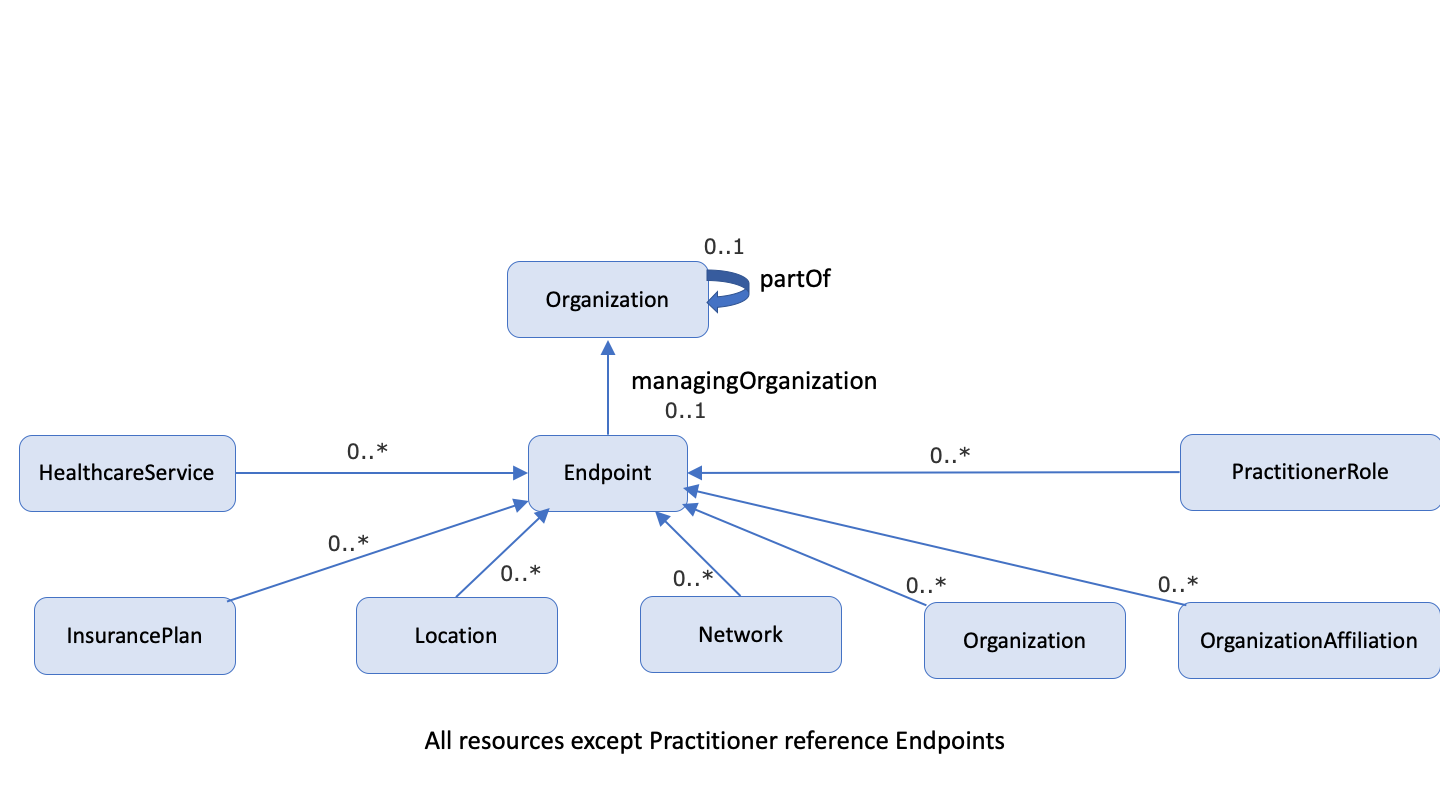 0..1
partOf
Organization
managingOrganization
0..1
HealthcareService
0..*
Endpoint
0..*
PractitionerRole
0..*
0..*
0..*
0..*
0..*
InsurancePlan
Location
Network
Organization
OrganizationAffiliation
All resources except Practitioner reference Endpoints